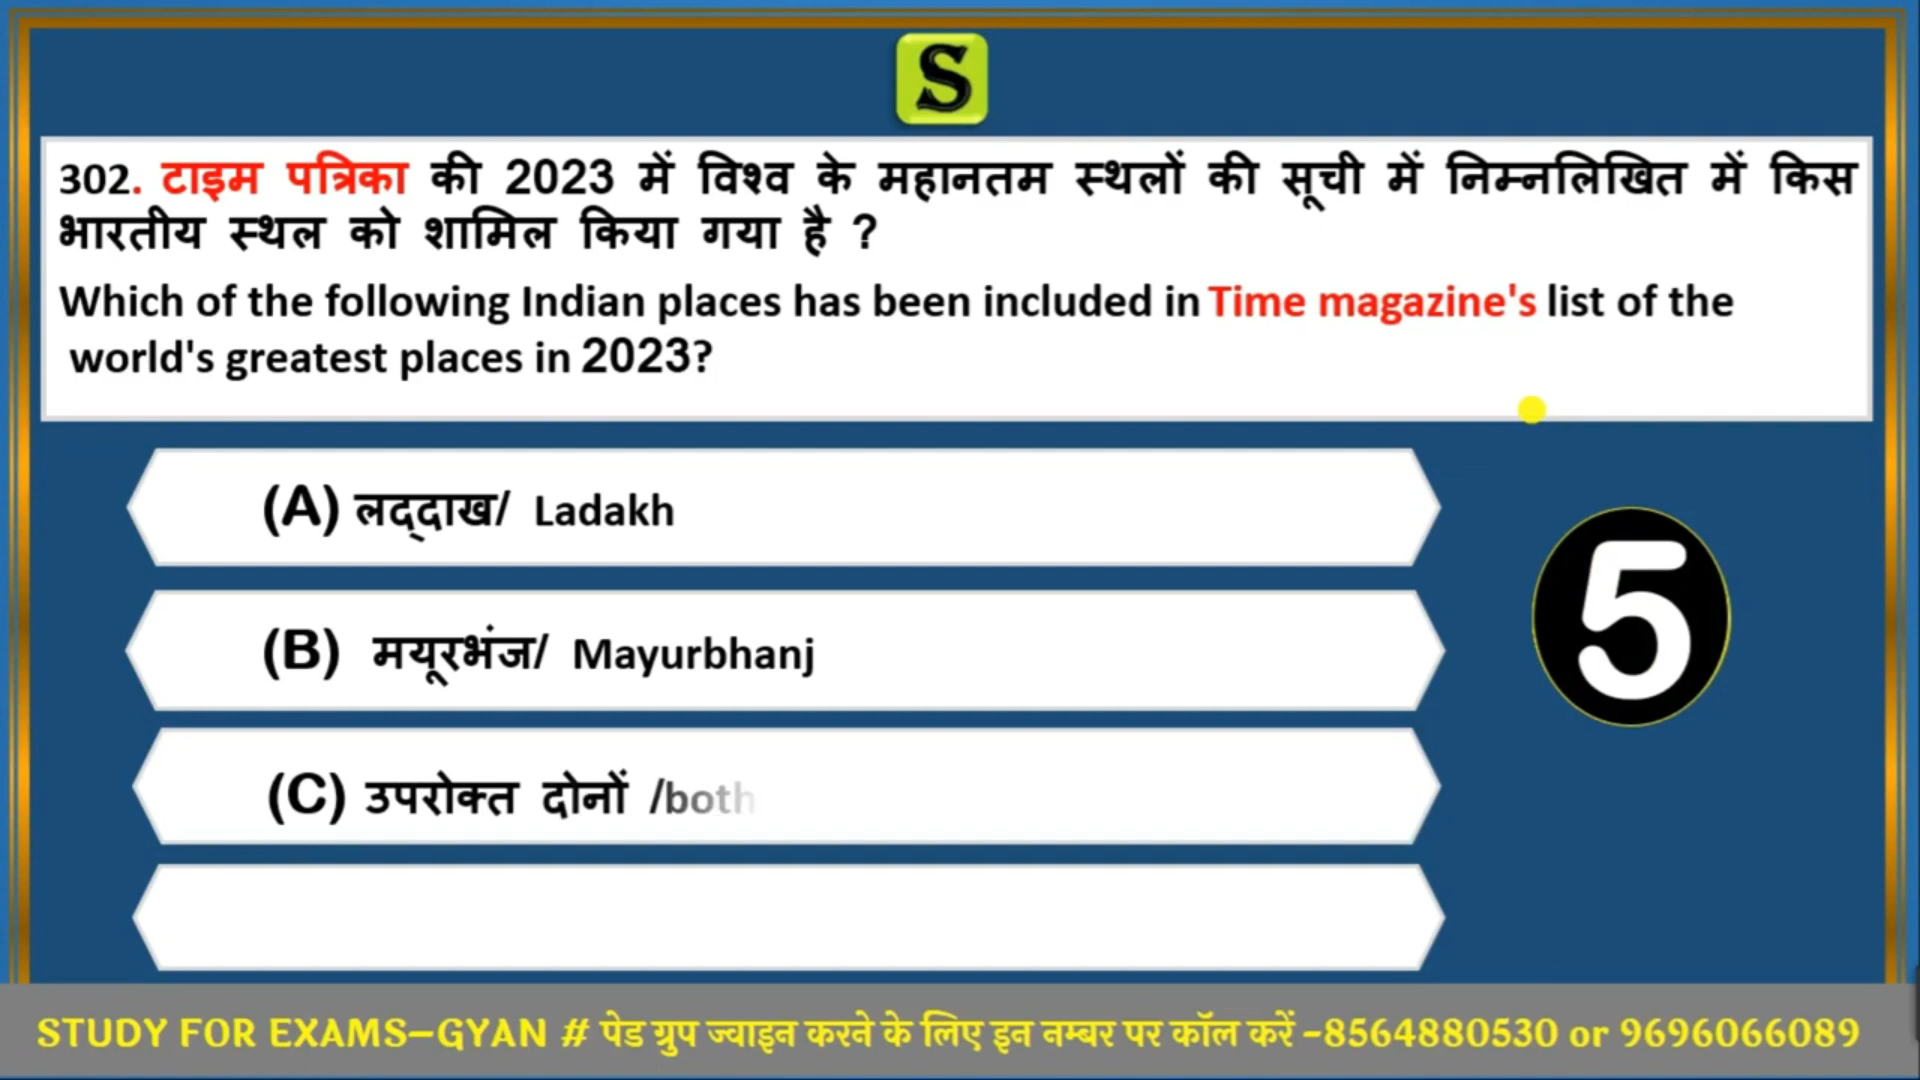 S
302. टाइम पत्रिका की 2023 में विश्व के महानतम स्थलों की सूची में निम्नलिखित में किस
भारतीय स्थल को शामिल किया गया है ?
Which of the following Indian places has been included in Time magazine's list of the
world's greatest places in 2023?
(A) लद्दाख/ Ladakh
(B) मयूरभंज/ Mayurbhanj
5
(C) उपरोक्त दोनों /both
STUDY FOR EXAMS-GYAN # पेड ग्रुप ज्वाइन करने के लिए इन नम्बर पर कॉल करें -8564880530 or 9696066089